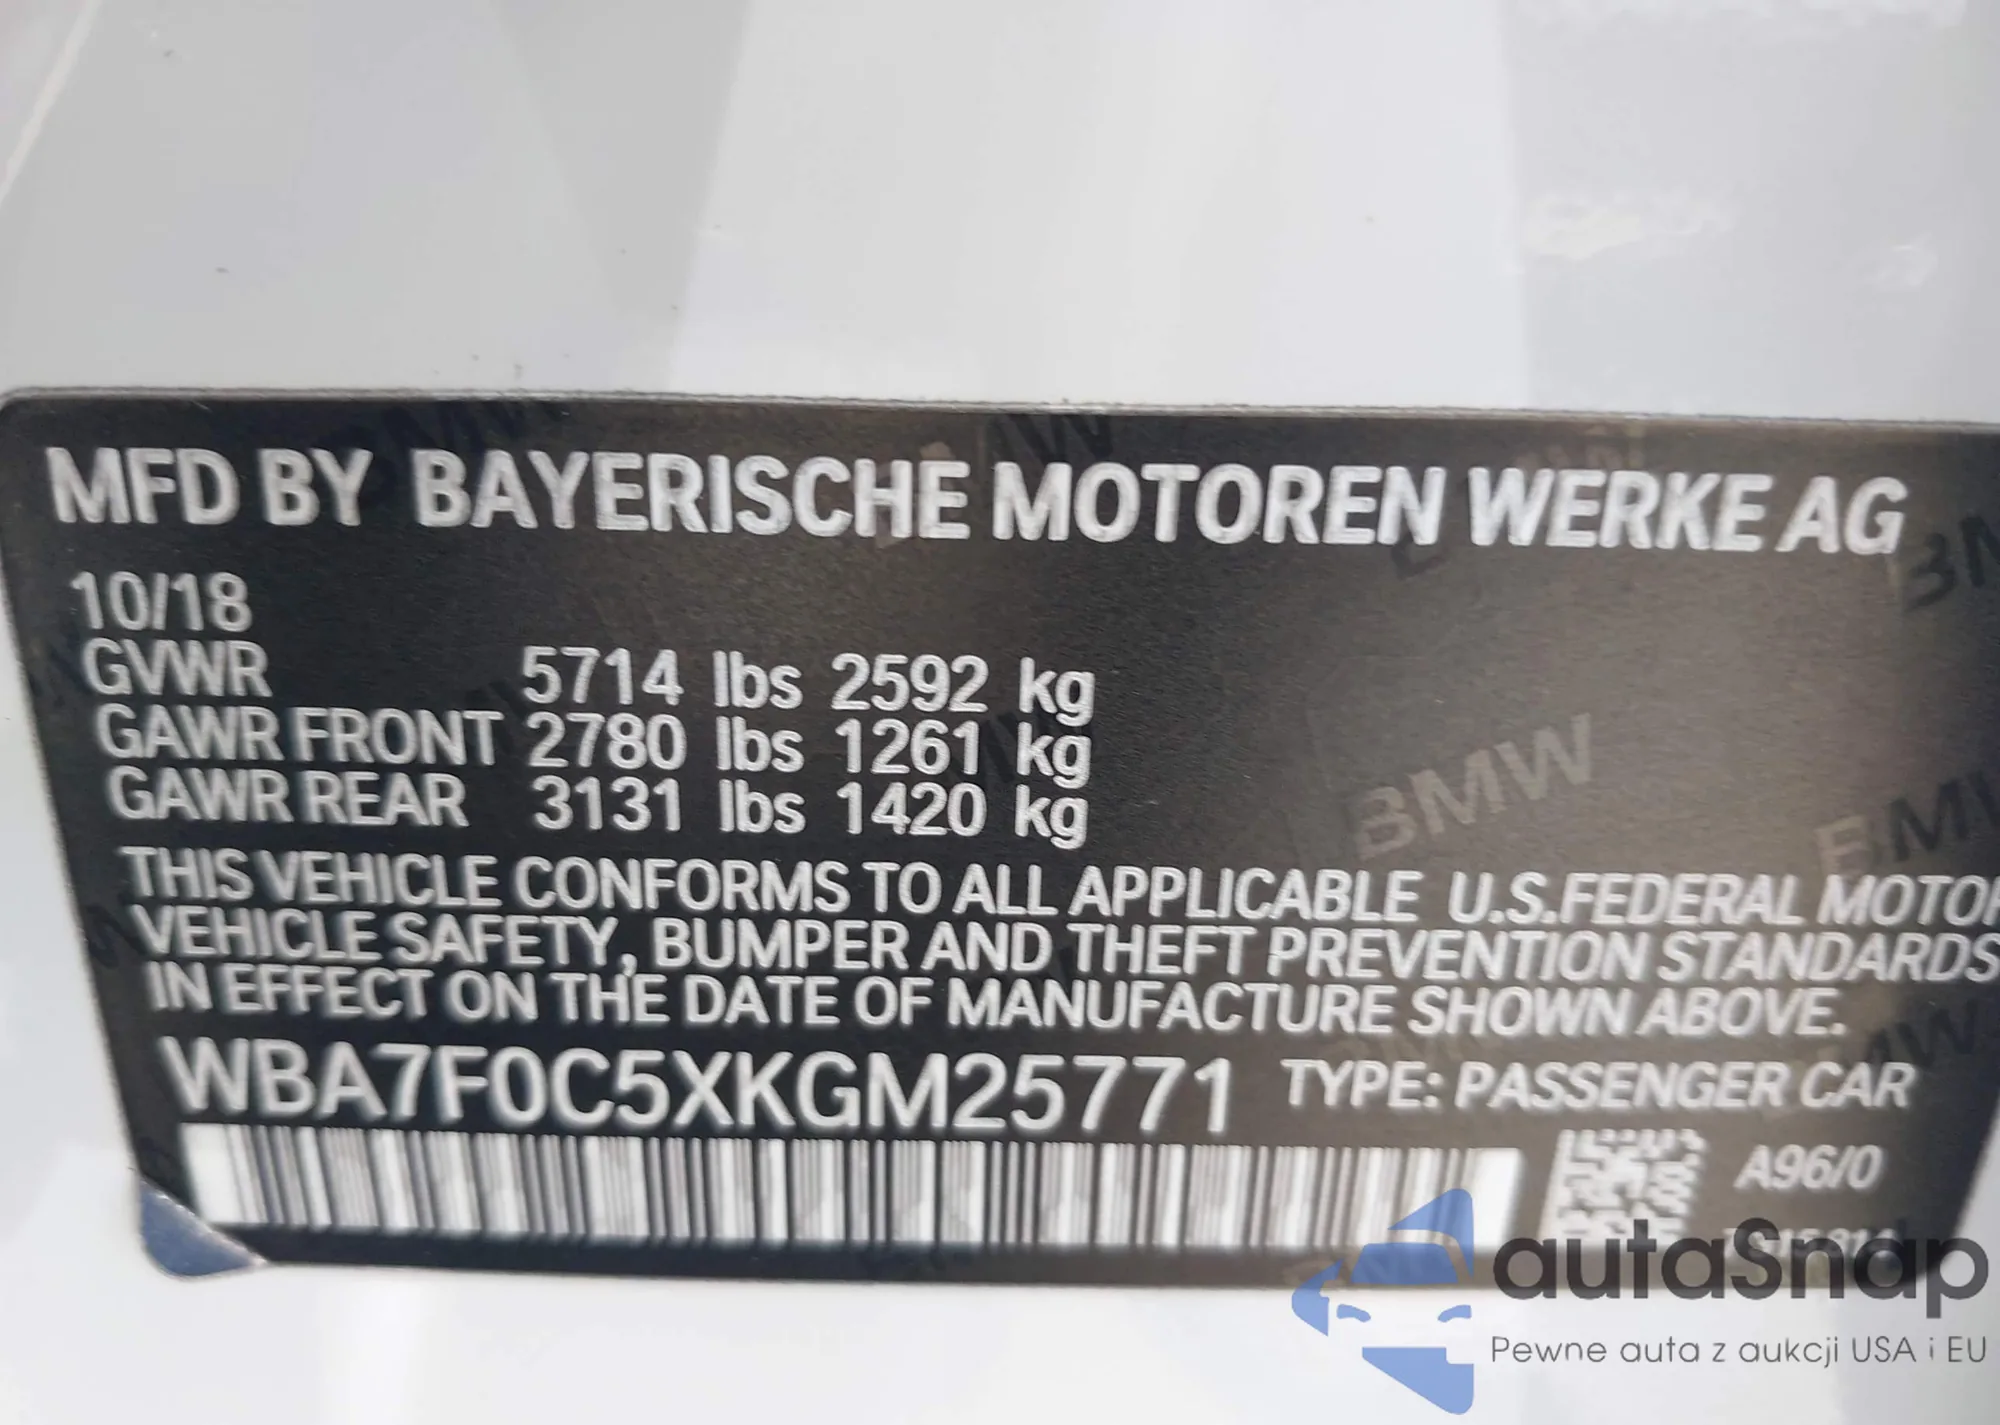 MFD BY BAYERISCHE MOTOREN WERKE AG
10/18
GVWR 5714 lbs 2592 kg
GAWR FRONT 2780 lbs 1261 kg
GAWR REAR 3131 lbs 1420 kg
THIS VEHICLE CONFORMS TO ALL APPLICABLE U.S.FEDERAL MOTOR
VEHICLE SAFETY, BUMPER AND THEFT PREVENTION STANDARDS
IN EFFECT ON THE DATE OF MANUFACTURE SHOWN ABOVE.
WBA7F0C5XKGM25771 TYPE: PASSENGER CAR
A96/0
BMW
autaSnap
Pewne auta z aukcji USA i EU